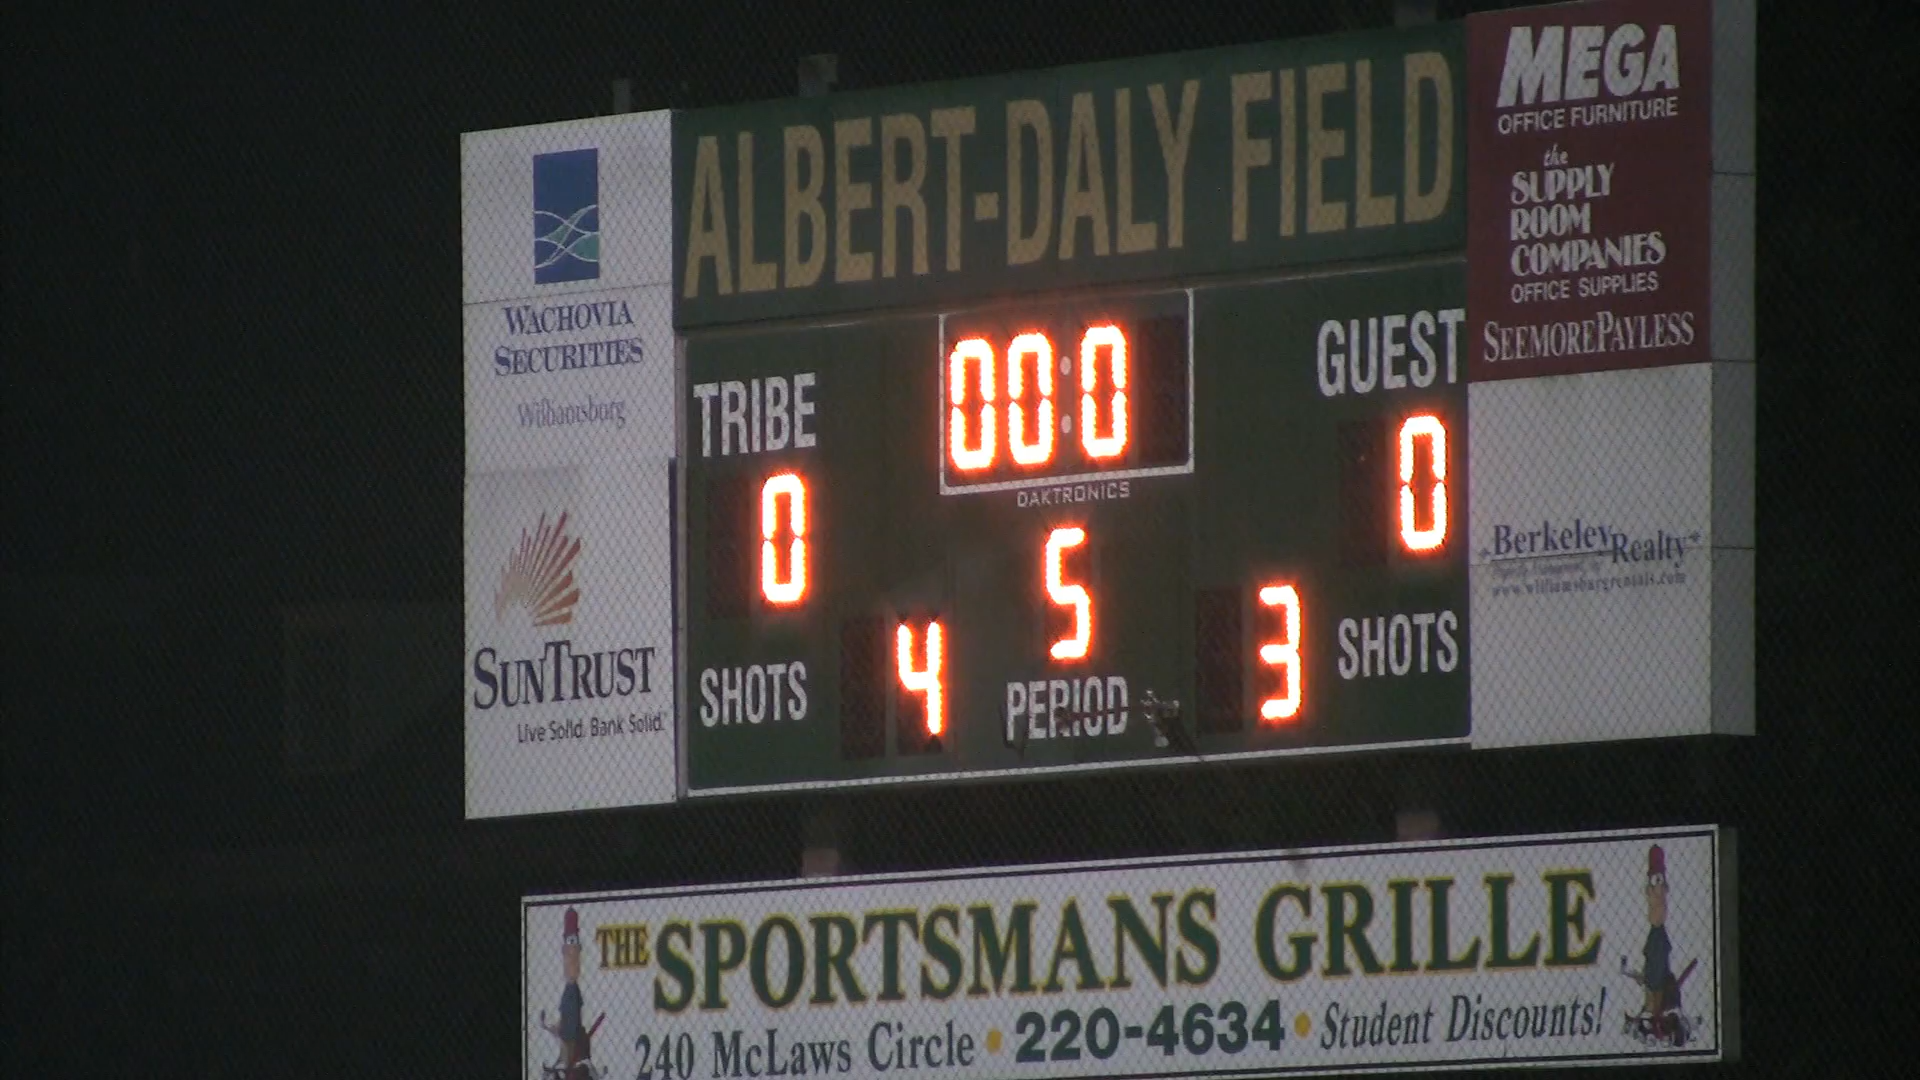 ALBERT-DALY FIELD
WACHOVIA
SECURITIES
Williamsburg
SUNTRUST
Live Solid. Bank Solid.
TRIBE
0
00:0
DAKTRONICS
GUEST
0
SHOTS
4
5
PERIOD
3
SHOTS
MEGA
OFFICE FURNITURE
the
SUPPLY
ROOM
COMPANIES
OFFICE SUPPLIES
SEEMOREPAYLESS
Berkeley Realty
www.williamsburgrentals.com
THE SPORTSMANS GRILLE
240 McLaws Circle • 220-4634 • Student Discounts!